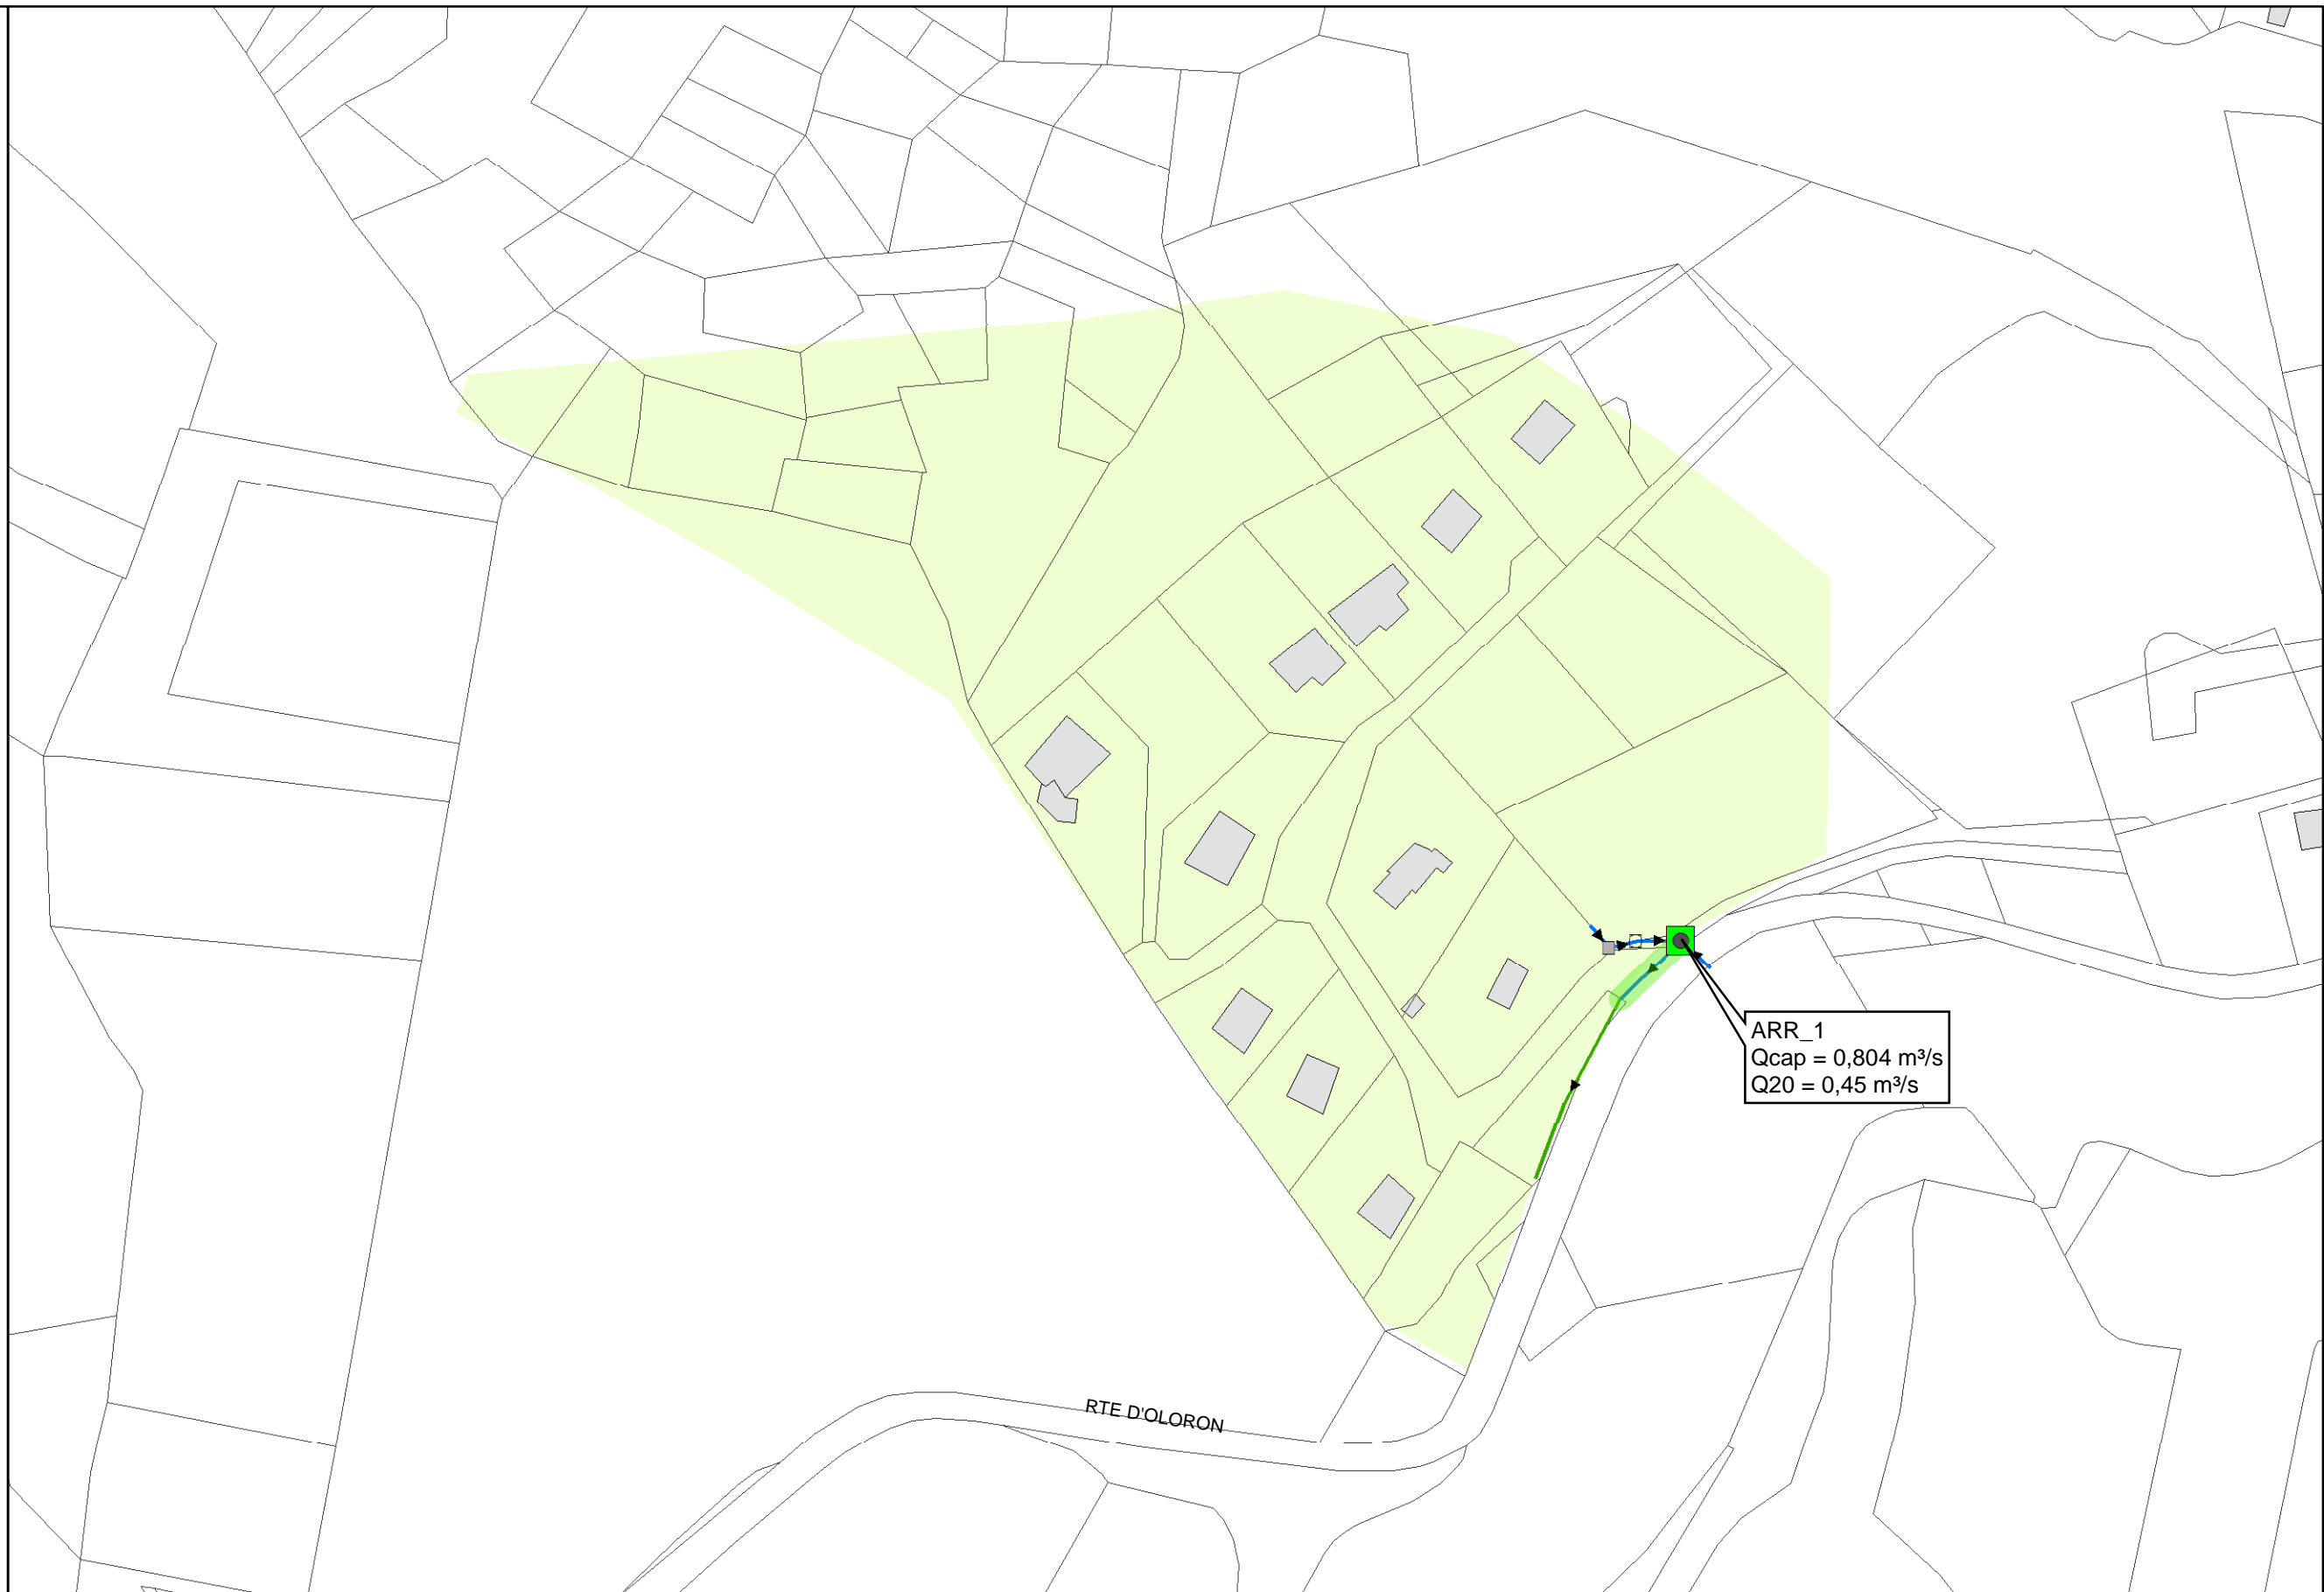 ARR_1
Qcap = 0,804 m³/s
Q20 = 0,45 m³/s
RTE D'OLORON